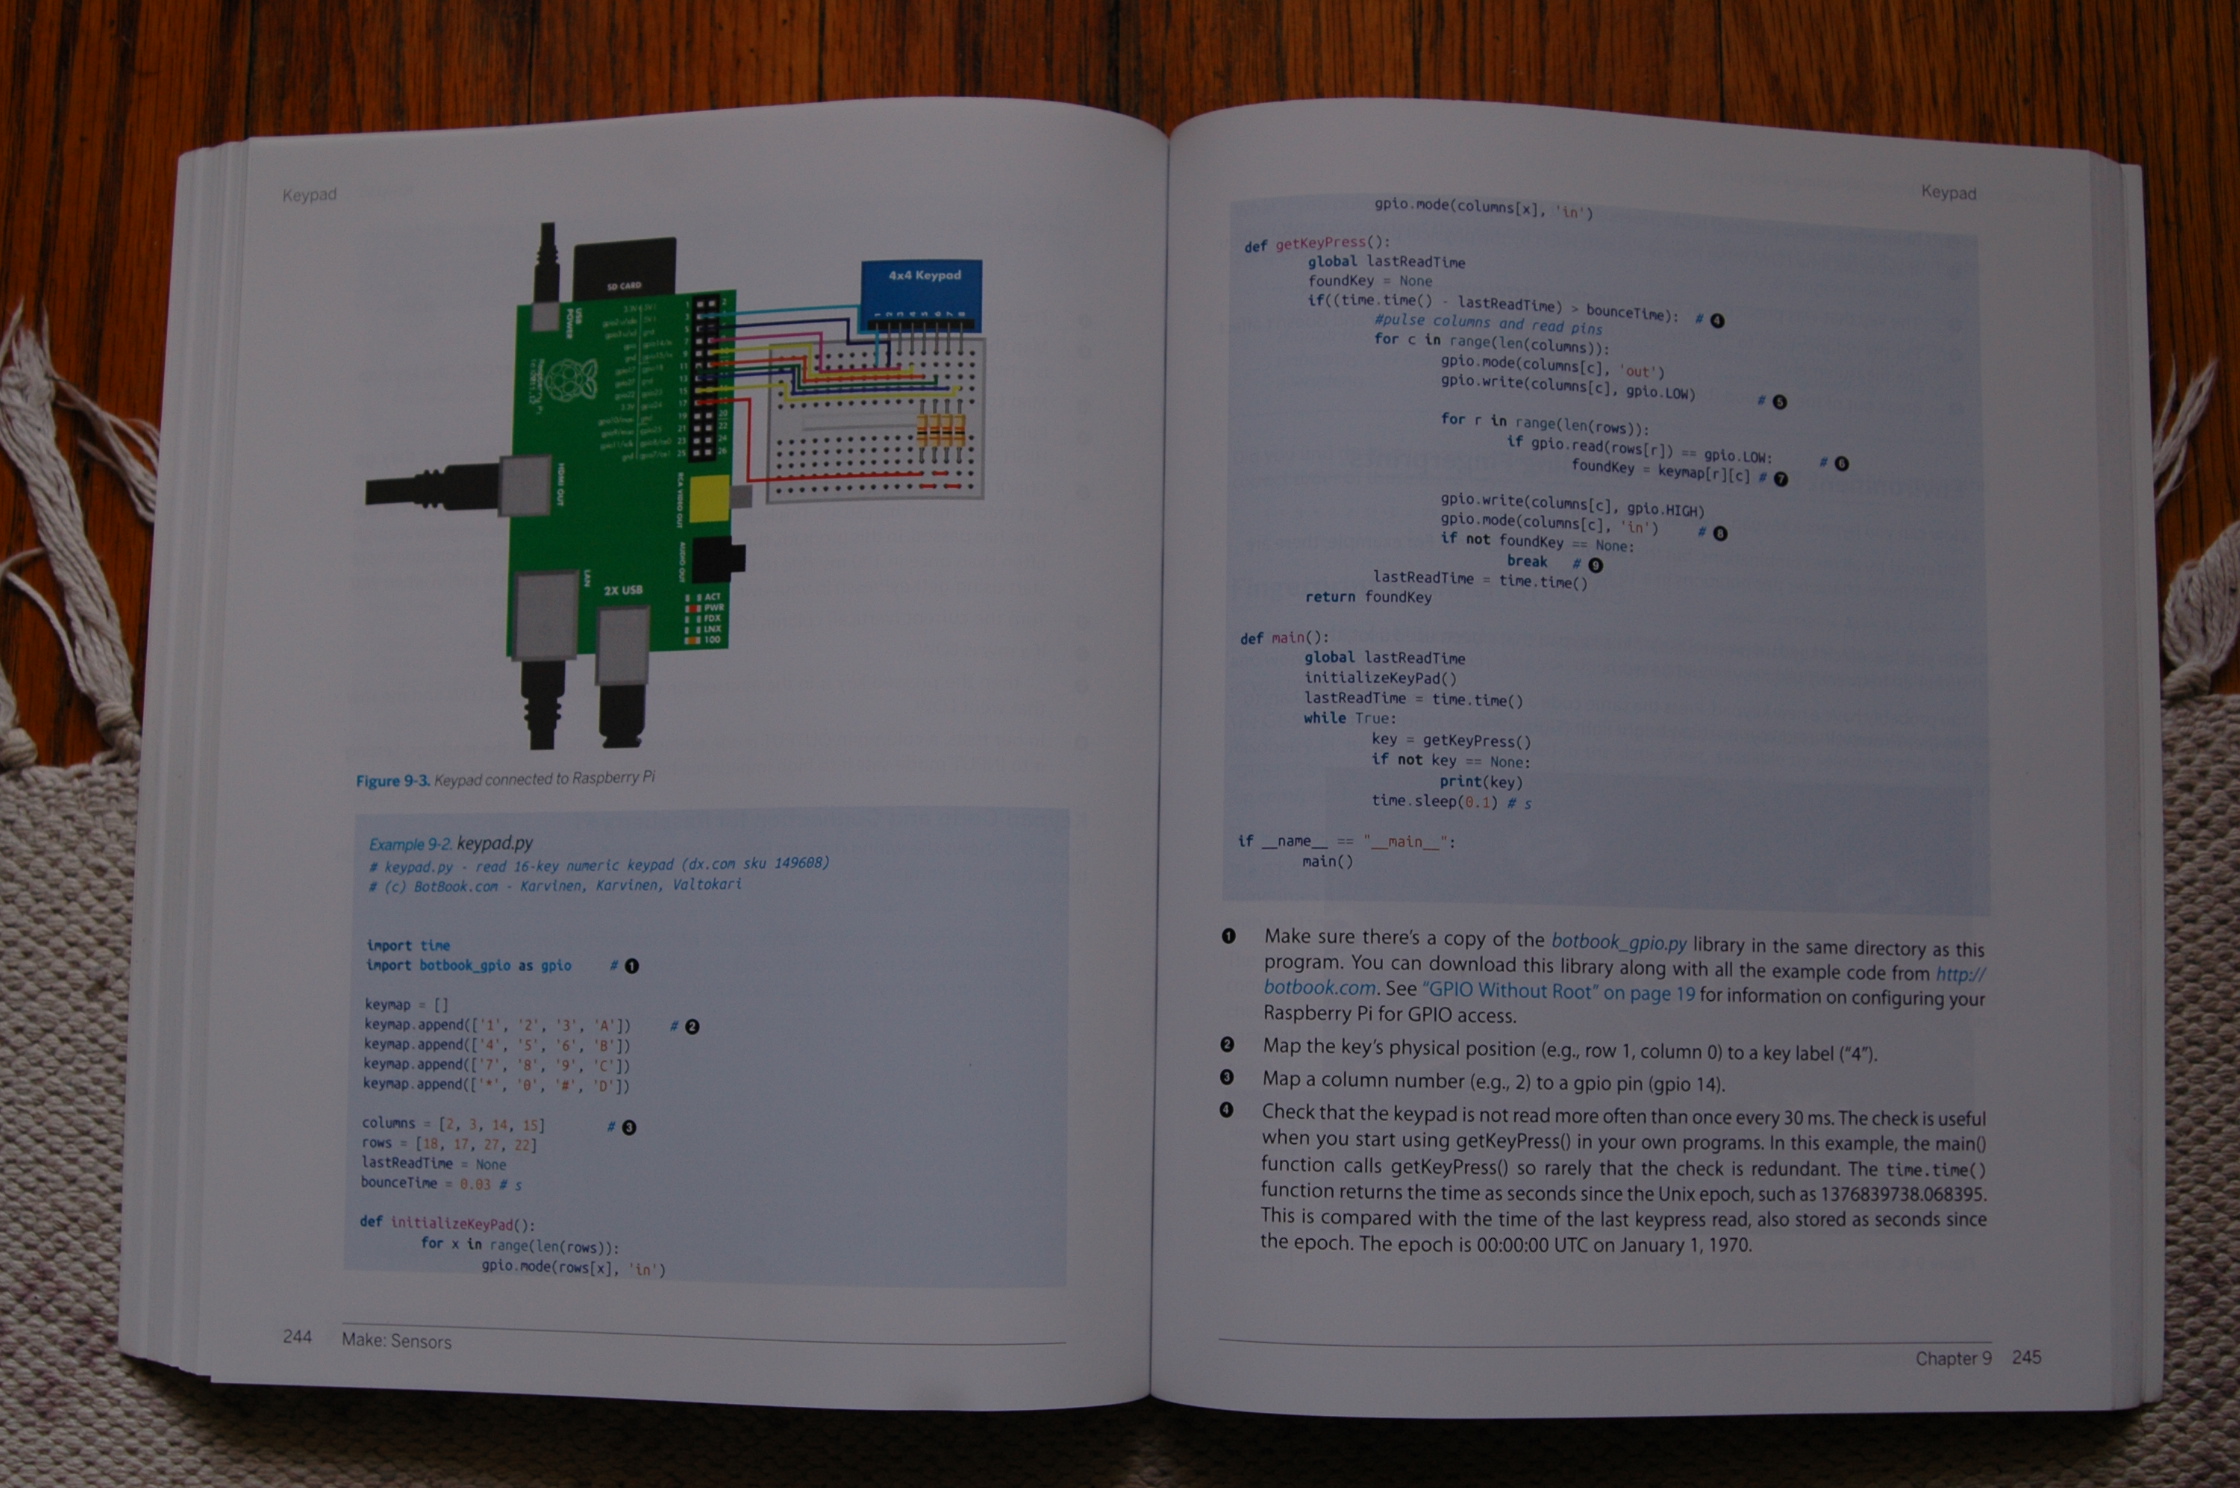 Keypad
SD CARD
USB
POWER
HDMI OUT
LAN
2X USB
RCA VIDEO OUT
AUDIO OUT
ACT
PWR
FDX
LNX
100
4x4 Keypad
Figure 9-3. Keypad connected to Raspberry Pi
Example 9-2. keypad.py
# keypad.py - read 16-key numeric keypad (dx.com sku 149608)
# (c) BotBook.com - Karvinen, Karvinen, Valtokari
import time
import botbook_gpio as gpio # ❶
keymap = []
keymap.append(['1', '2', '3', 'A']) # ❷
keymap.append(['4', '5', '6', 'B'])
keymap.append(['7', '8', '9', 'C'])
keymap.append(['*', '0', '#', 'D'])
columns = [2, 3, 14, 15] # ❸
rows = [18, 17, 27, 22]
lastReadTime = None
bounceTime = 0.03 # s
def initializeKeyPad():
for x in range(len(rows)):
gpio.mode(rows[x], 'in')
244 Make: Sensors
Keypad
gpio.mode(columns[x], 'in')
def getKeyPress():
global lastReadTime
foundKey = None
if((time.time() - lastReadTime) > bounceTime): # ❹
#pulse columns and read pins
for c in range(len(columns)):
gpio.mode(columns[c], 'out')
gpio.write(columns[c], gpio.LOW) # ❺
for r in range(len(rows)):
if gpio.read(rows[r]) == gpio.LOW: # ❻
foundKey = keymap[r][c] # ❼
gpio.write(columns[c], gpio.HIGH)
gpio.mode(columns[c], 'in') # ❽
if not foundKey == None:
break # ❾
lastReadTime = time.time()
return foundKey
def main():
global lastReadTime
initializeKeyPad()
lastReadTime = time.time()
while True:
key = getKeyPress()
if not key == None:
print(key)
time.sleep(0.1) # s
if __name__ == "__main__":
main()
❶ Make sure there's a copy of the botbook_gpio.py library in the same directory as this
program. You can download this library along with all the example code from http://
botbook.com. See “GPIO Without Root” on page 19 for information on configuring your
Raspberry Pi for GPIO access.
❷ Map the key's physical position (e.g., row 1, column 0) to a key label (“4”).
❸ Map a column number (e.g., 2) to a gpio pin (gpio 14).
❹ Check that the keypad is not read more often than once every 30 ms. The check is useful
when you start using getKeyPress() in your own programs. In this example, the main()
function calls getKeyPress() so rarely that the check is redundant. The time.time()
function returns the time as seconds since the Unix epoch, such as 1376839738.068395.
This is compared with the time of the last keypress read, also stored as seconds since
the epoch. The epoch is 00:00:00 UTC on January 1, 1970.
Chapter 9 245